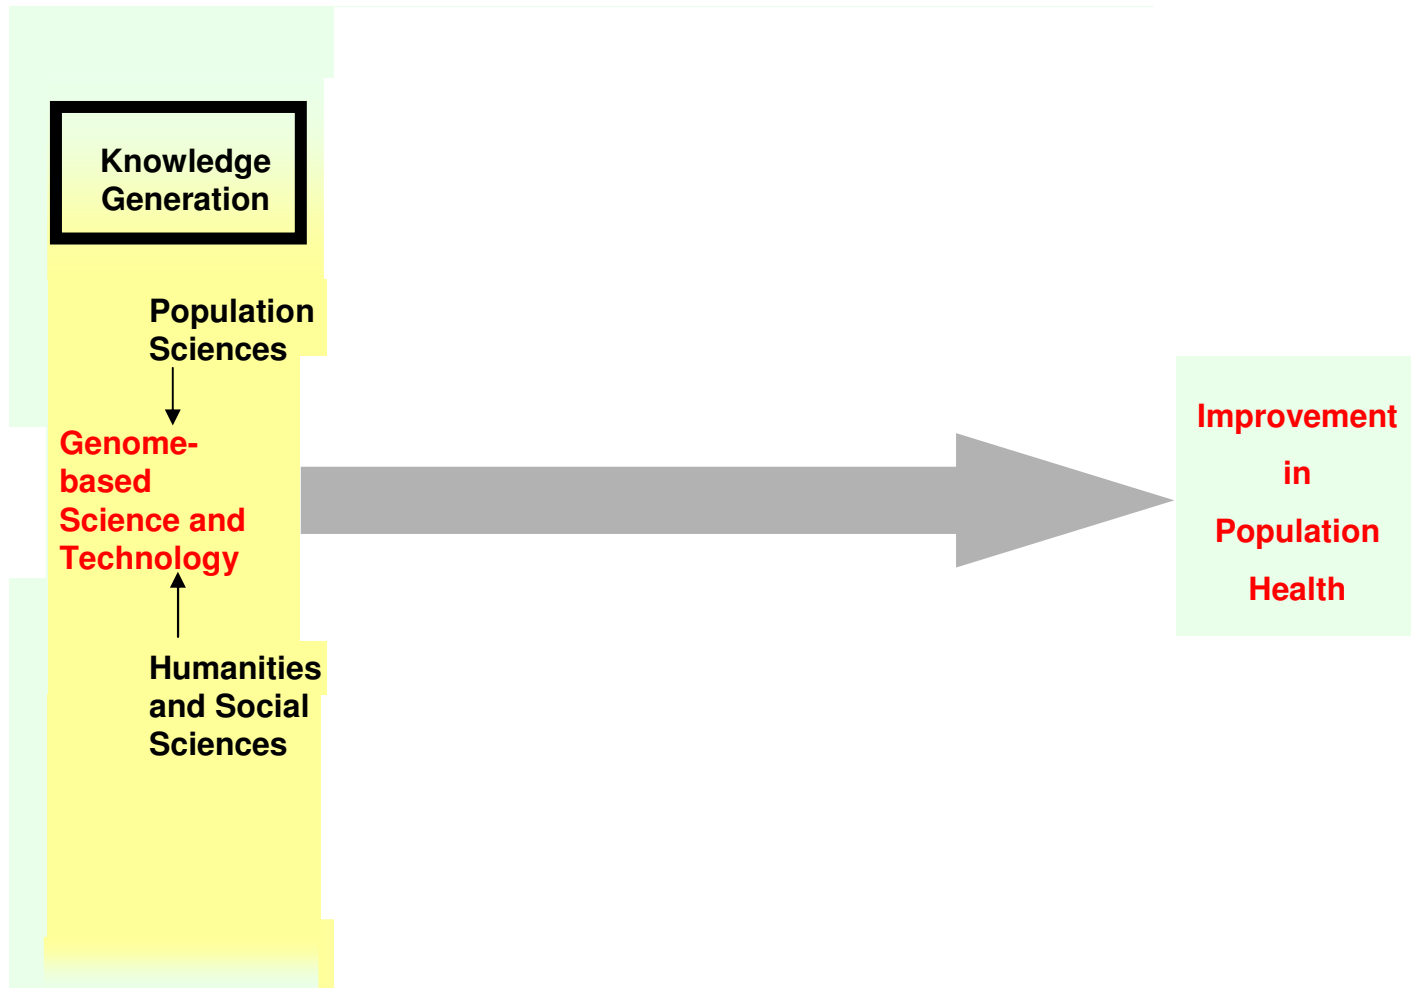 Knowledge
Generation
Population
Sciences
Genome-
based
Science and
Technology
Humanities
and Social
Sciences
Improvement
in
Population
Health